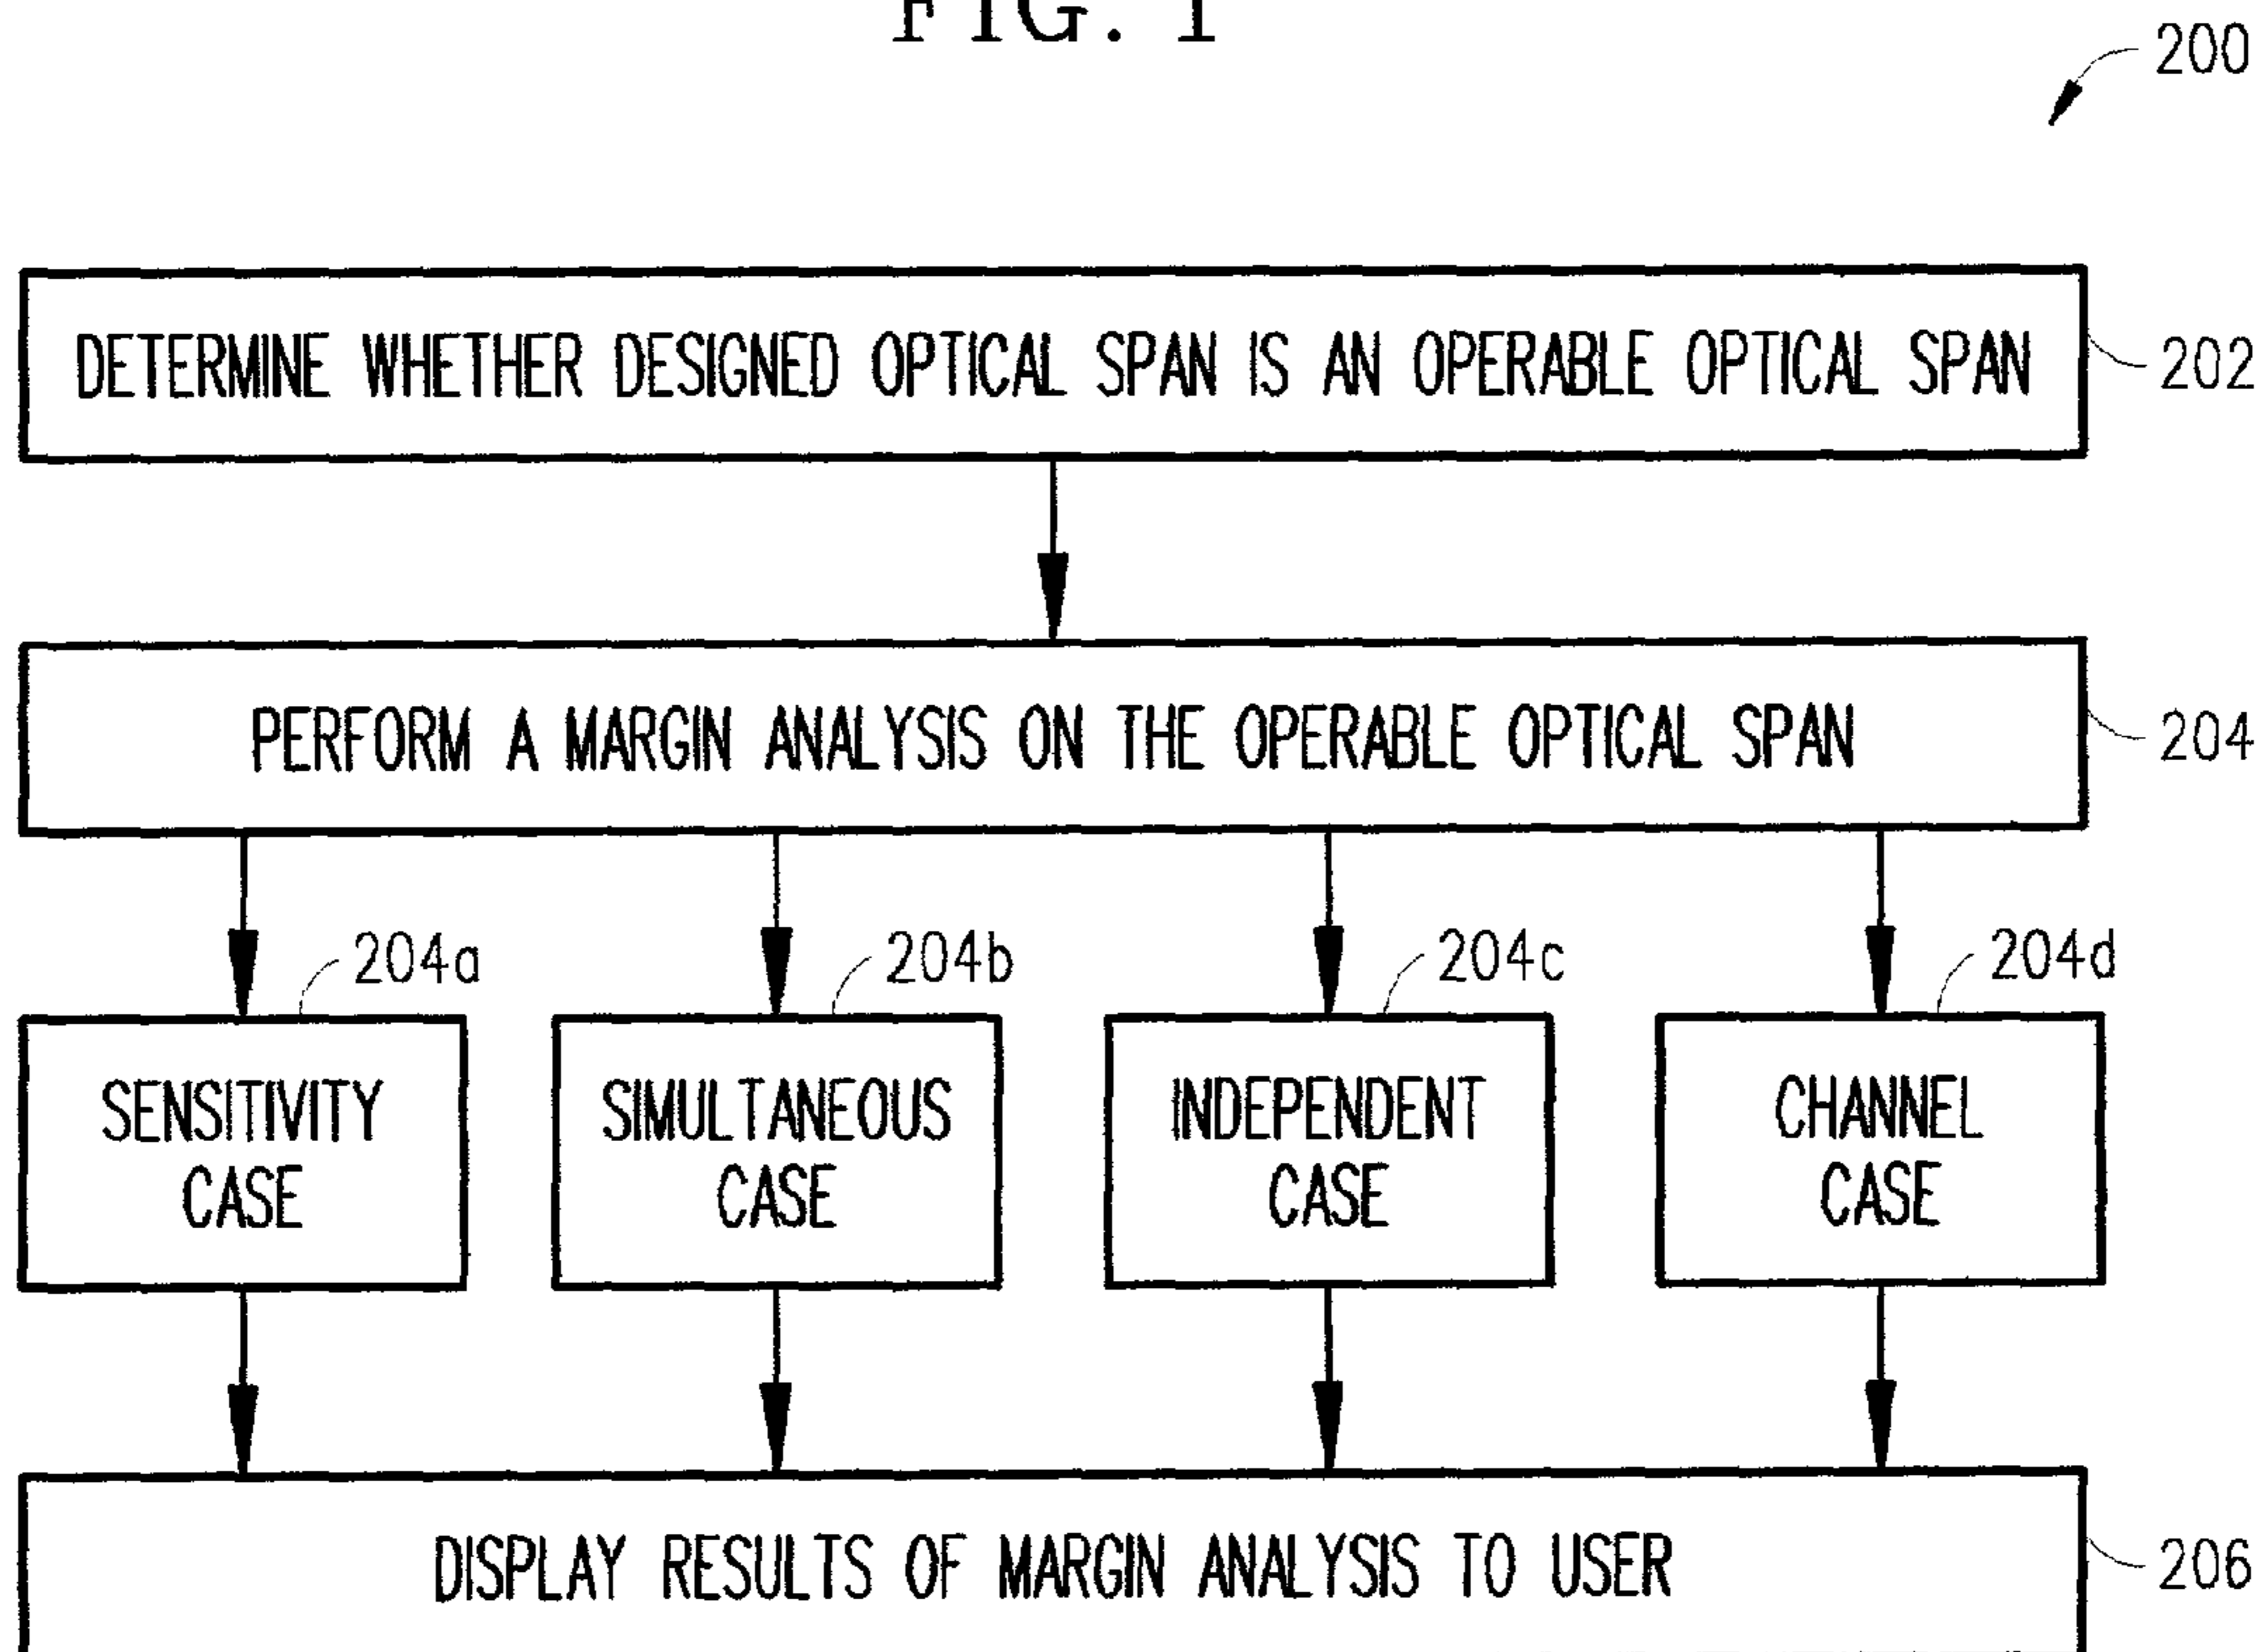 FIG. 1
200
DETERMINE WHETHER DESIGNED OPTICAL SPAN IS AN OPERABLE OPTICAL SPAN
202
PERFORM A MARGIN ANALYSIS ON THE OPERABLE OPTICAL SPAN
204
204a
204b
204c
204d
SENSITIVITY
CASE
SIMULTANEOUS
CASE
INDEPENDENT
CASE
CHANNEL
CASE
DISPLAY RESULTS OF MARGIN ANALYSIS TO USER
206